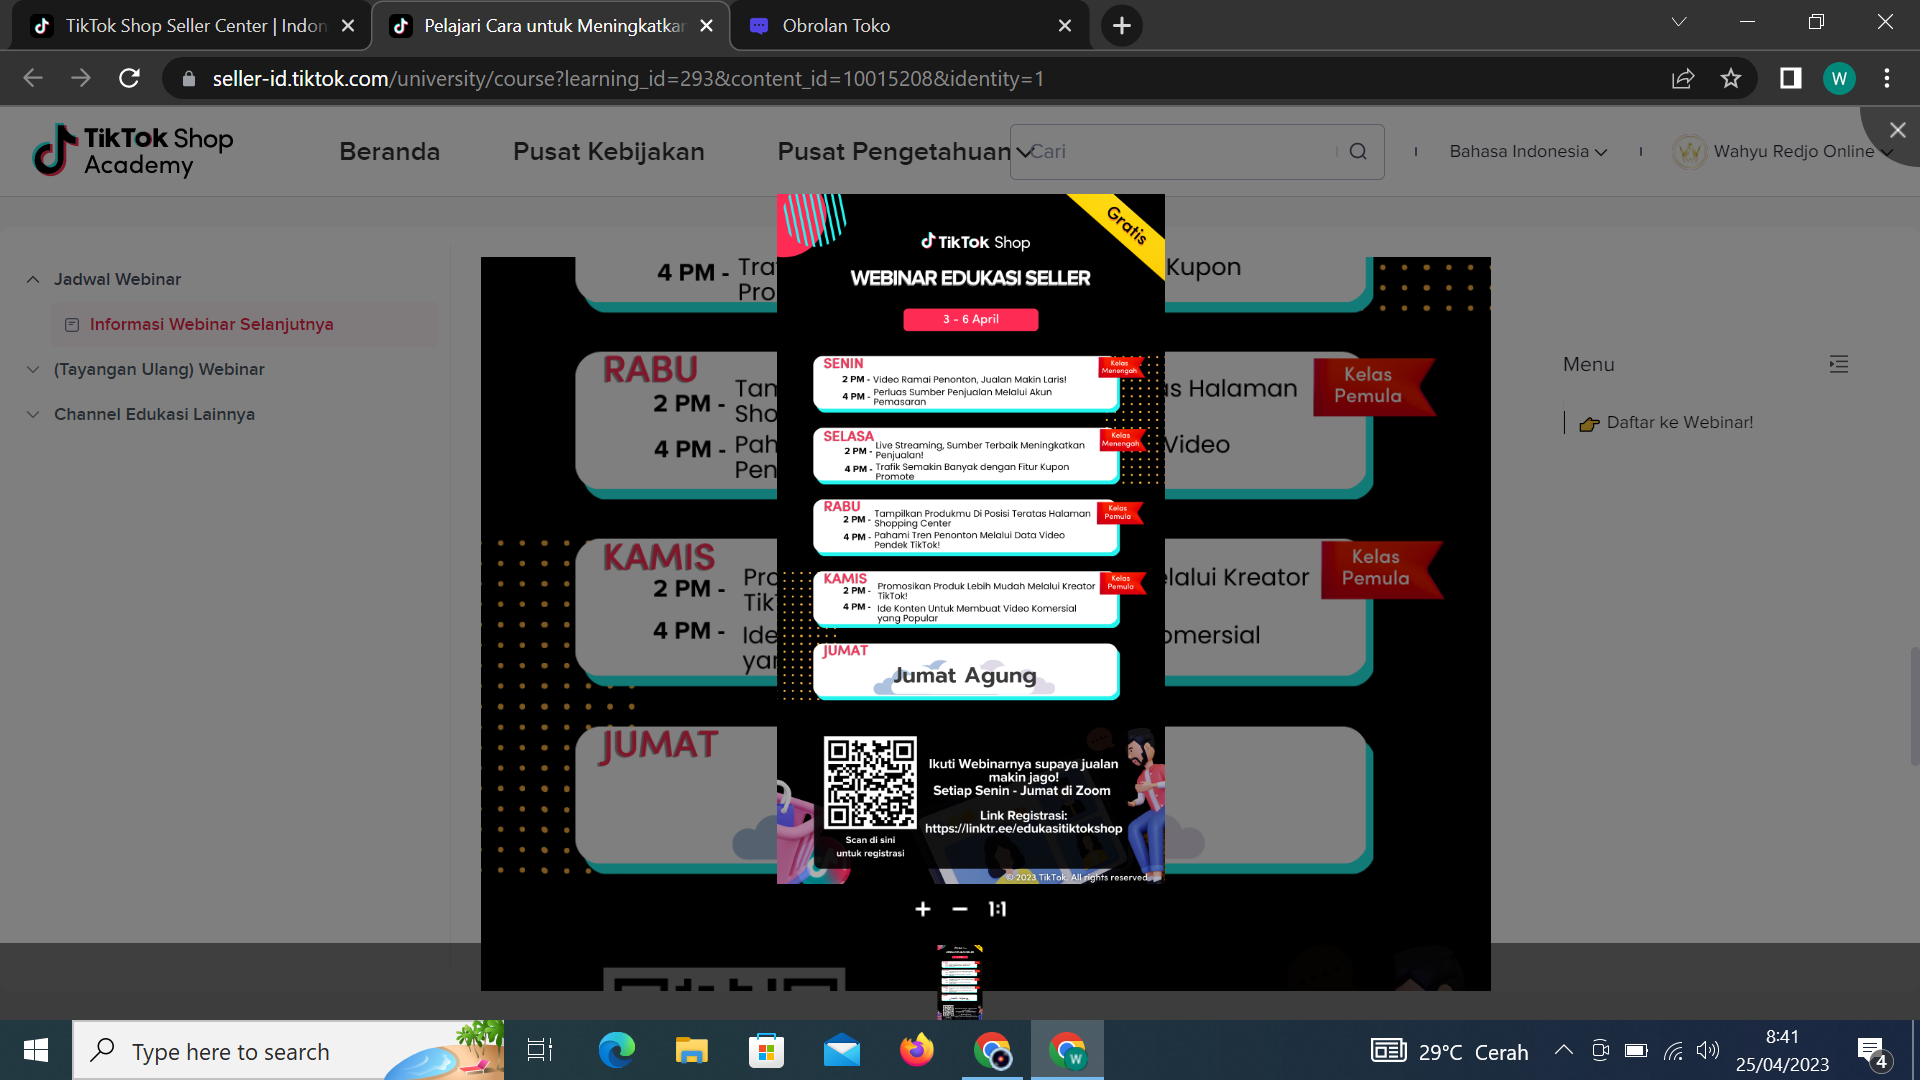 TikTok Shop Seller Center | Indon
Pelajari Cara untuk Meningkatkan
Obrolan Toko
seller-id.tiktok.com/university/course?learning_id=293&content_id=10015208&identity=1
W
TikTok Shop
Academy
Beranda
Pusat Kebijakan
Pusat Pengetahuan
Cari
Bahasa Indonesia
Wahyu Redjo Online
Jadwal Webinar
Informasi Webinar Selanjutnya
(Tayangan Ulang) Webinar
Channel Edukasi Lainnya
Menu
Daftar ke Webinar!
4 PM - Tra
Pro
Kupon
RABU
2 PM - Tam
Sho
as Halaman
4 PM - Pah
Pen
Video
Kelas
Pemula
KAMIS
2 PM - Pro
Tik
elalui Kreator
4 PM - Ide
yar
omersial
Kelas
Pemula
JUMAT
Gratis
TikTok Shop
WEBINAR EDUKASI SELLER
3 - 6 April
SENIN
Kelas
Menengah
2 PM - Video Ramai Penonton, Jualan Makin Laris!
4 PM - Perluas Sumber Penjualan Melalui Akun
Pemasaran
SELASA
Kelas
Menengah
2 PM - Live Streaming, Sumber Terbaik Meningkatkan
Penjualan!
4 PM - Trafik Semakin Banyak dengan Fitur Kupon
Promote
RABU
Kelas
Pemula
2 PM - Tampilkan Produkmu Di Posisi Teratas Halaman
Shopping Center
4 PM - Pahami Tren Penonton Melalui Data Video
Pendek TikTok!
KAMIS
Kelas
Pemula
2 PM - Promosikan Produk Lebih Mudah Melalui Kreator
TikTok!
4 PM - Ide Konten Untuk Membuat Video Komersial
yang Popular
JUMAT
Jumat Agung
Ikuti Webinarnya supaya jualan
makin jago!
Setiap Senin - Jumat di Zoom
Link Registrasi:
https://linktr.ee/edukasitiktokshop
Scan di sini
untuk registrasi
© 2023 TikTok. All rights reserved.
1:1
Type here to search
29°C Cerah
8:41
25/04/2023
4